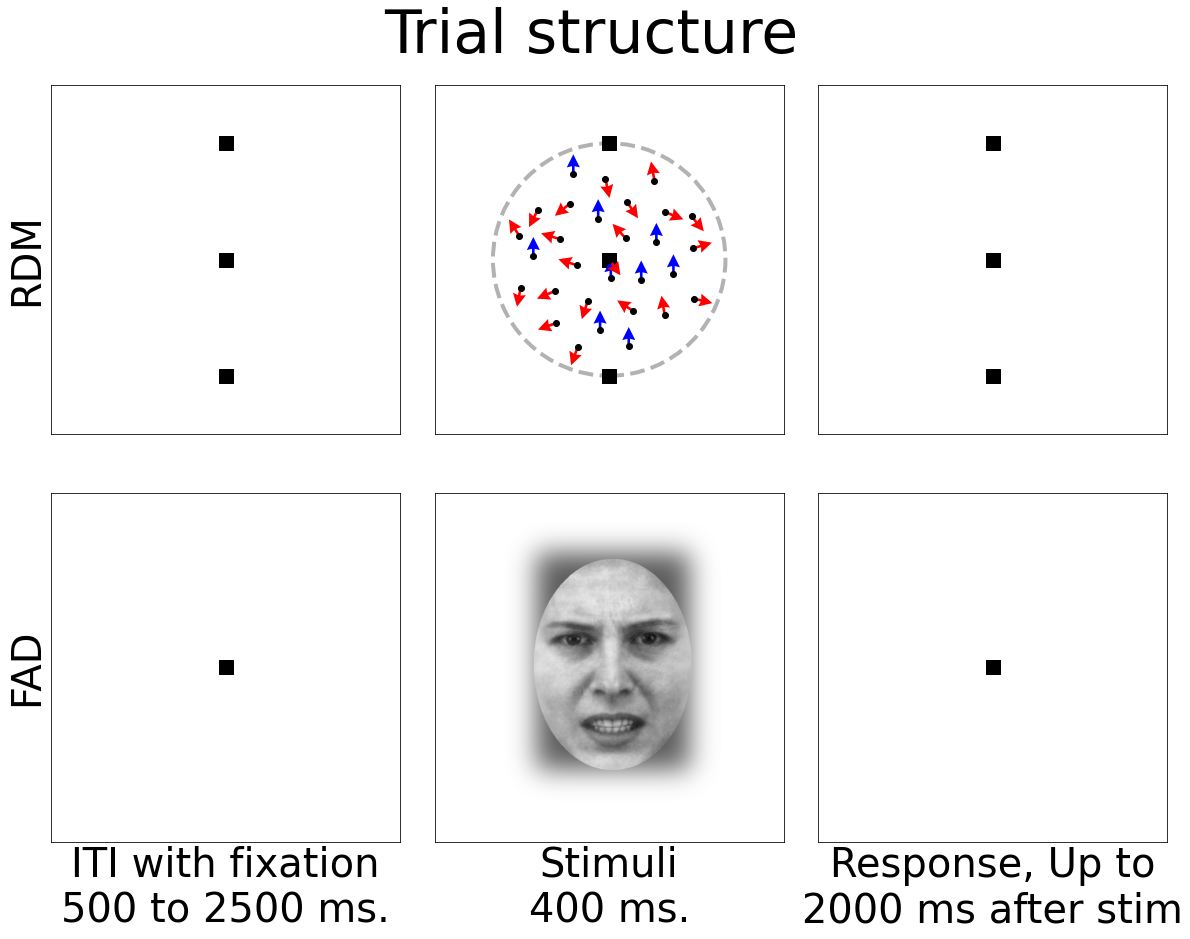 Trial structure
RDM
FAD
ITI with fixation
500 to 2500 ms.
Stimuli
400 ms.
Response, Up to
2000 ms after stim